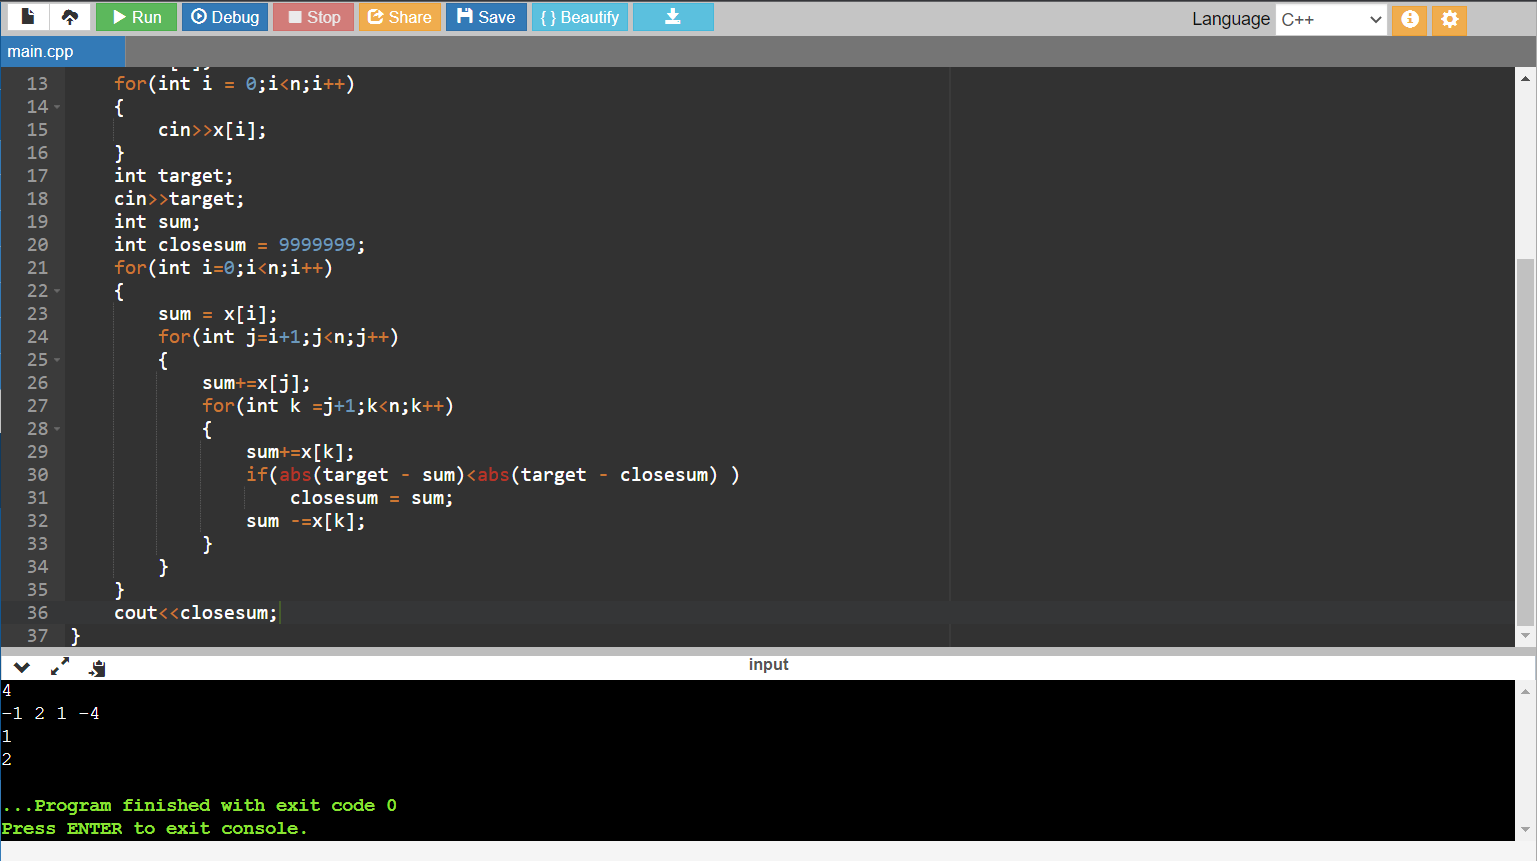 Run Debug Stop Share Save { } Beautify Language C++
main.cpp
13 for(int i = 0;i<n;i++)
14 {
15 cin>>x[i];
16 }
17 int target;
18 cin>>target;
19 int sum;
20 int closesum = 9999999;
21 for(int i=0;i<n;i++)
22 {
23 sum = x[i];
24 for(int j=i+1;j<n;j++)
25 {
26 sum+=x[j];
27 for(int k =j+1;k<n;k++)
28 {
29 sum+=x[k];
30 if(abs(target - sum)<abs(target - closesum) )
31 closesum = sum;
32 sum -=x[k];
33 }
34 }
35 }
36 cout<<closesum;
37 }
input
4
-1 2 1 -4
1
2
...Program finished with exit code 0
Press ENTER to exit console.